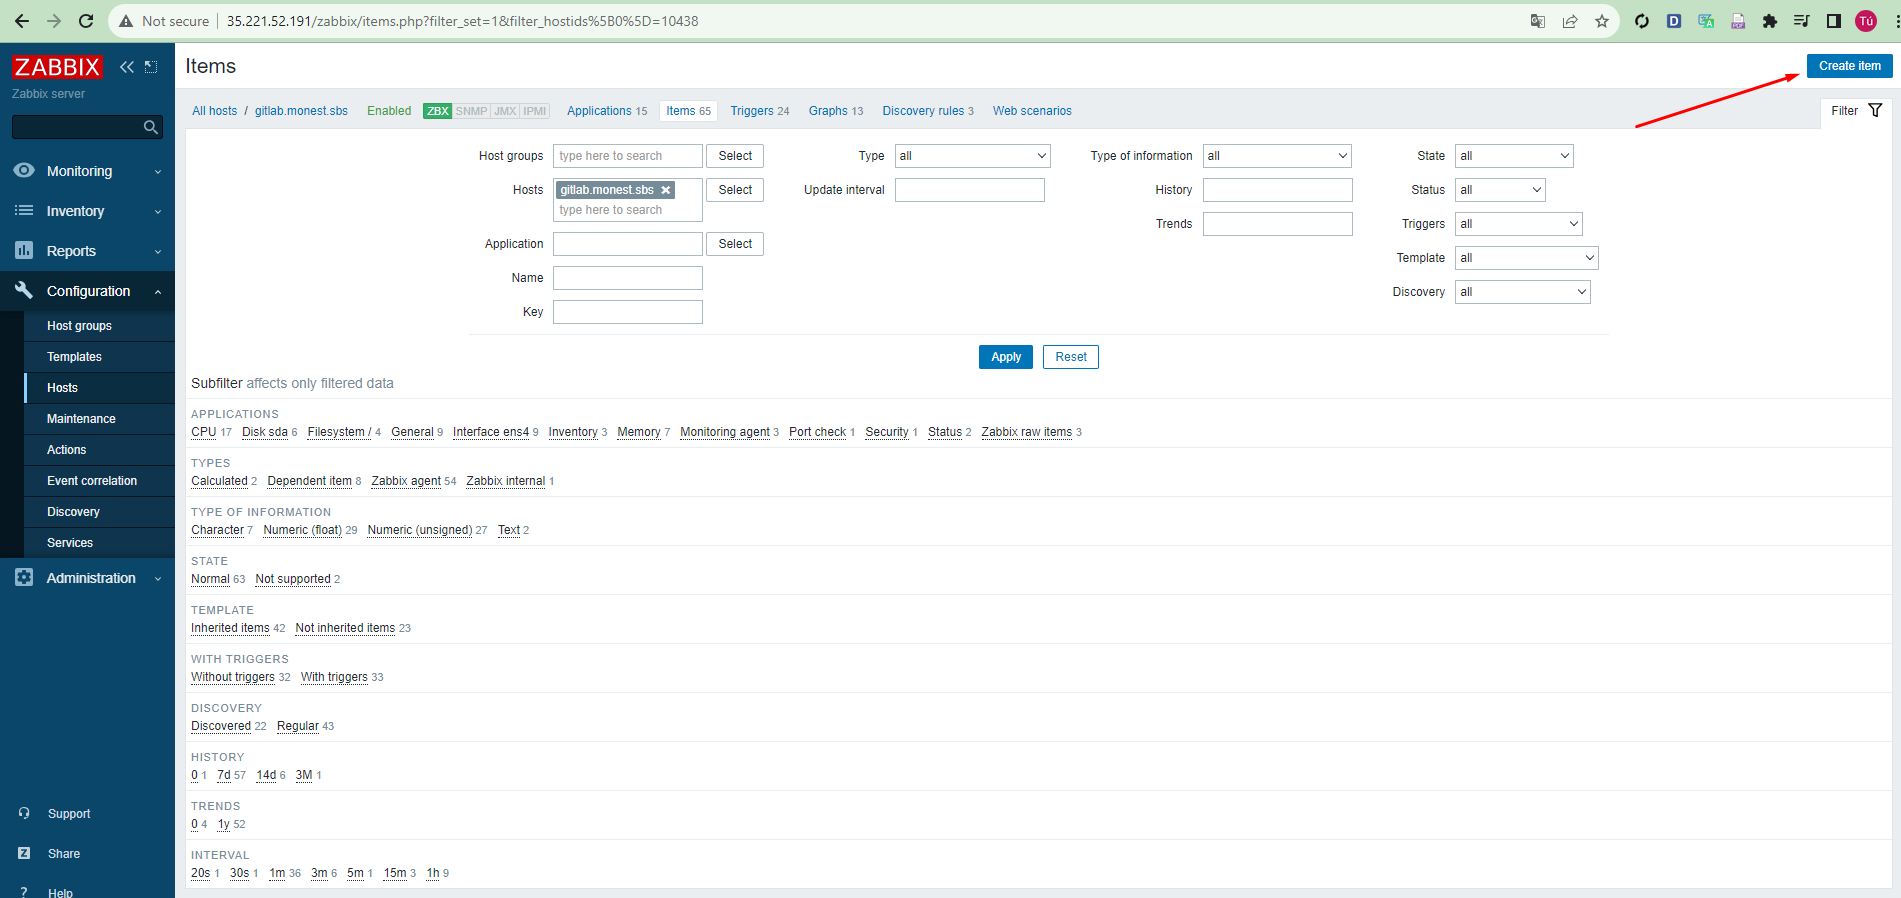 Not secure 35.221.52.191/zabbix/items.php?filter_set=1&filter_hostids%5B0%5D=10438
D
A
PDF
Tú
ZABBIX
Zabbix server
Monitoring
Inventory
Reports
Configuration
Host groups
Templates
Hosts
Maintenance
Actions
Event correlation
Discovery
Services
Administration
Support
Z Share
? Help
Items
Create item
All hosts / gitlab.monest.sbs Enabled ZBX SNMP JMX IPMI Applications 15 Items 65 Triggers 24 Graphs 13 Discovery rules 3 Web scenarios
Filter
Host groups type here to search Select Type all Type of information all State all
Hosts gitlab.monest.sbs Select Update interval History Status all
type here to search
Trends Triggers all
Application Select
Template all
Name
Discovery all
Key
Apply Reset
Subfilter affects only filtered data
APPLICATIONS
CPU 17 Disk sda 6 Filesystem / 4 General 9 Interface ens4 9 Inventory 3 Memory 7 Monitoring agent 3 Port check 1 Security 1 Status 2 Zabbix raw items 3
TYPES
Calculated 2 Dependent item 8 Zabbix agent 54 Zabbix internal 1
TYPE OF INFORMATION
Character 7 Numeric (float) 29 Numeric (unsigned) 27 Text 2
STATE
Normal 63 Not supported 2
TEMPLATE
Inherited items 42 Not inherited items 23
WITH TRIGGERS
Without triggers 32 With triggers 33
DISCOVERY
Discovered 22 Regular 43
HISTORY
0 1 7d 57 14d 6 3M 1
TRENDS
0 4 1y 52
INTERVAL
20s 1 30s 1 1m 36 3m 6 5m 1 15m 3 1h 9